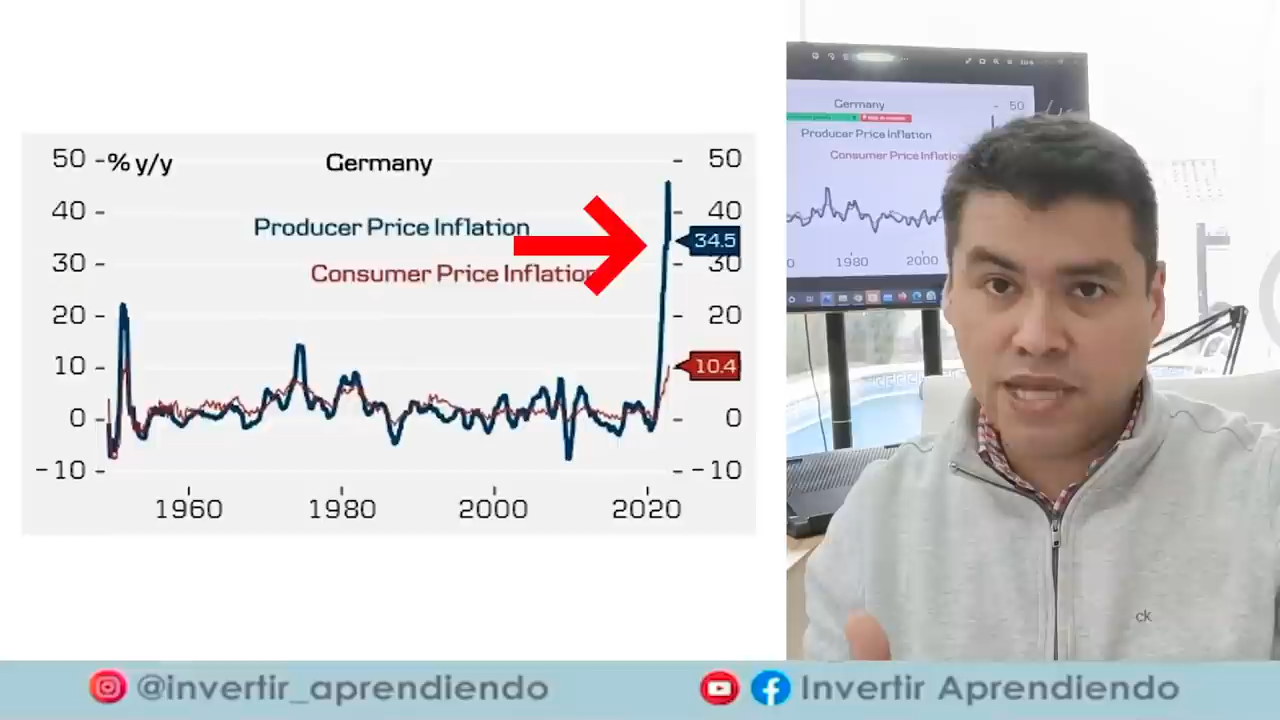 50 % y/y Germany 50
40 40
Producer Price Inflation
34.5
30 30
Consumer Price Inflation
20 20
10 10
10.4
0 0
-10 -10
1960 1980 2000 2020
Germany 50
Producer Price Inflation
Consumer Price Inflation
1980 2000
ck
@invertir_aprendiendo Invertir Aprendiendo